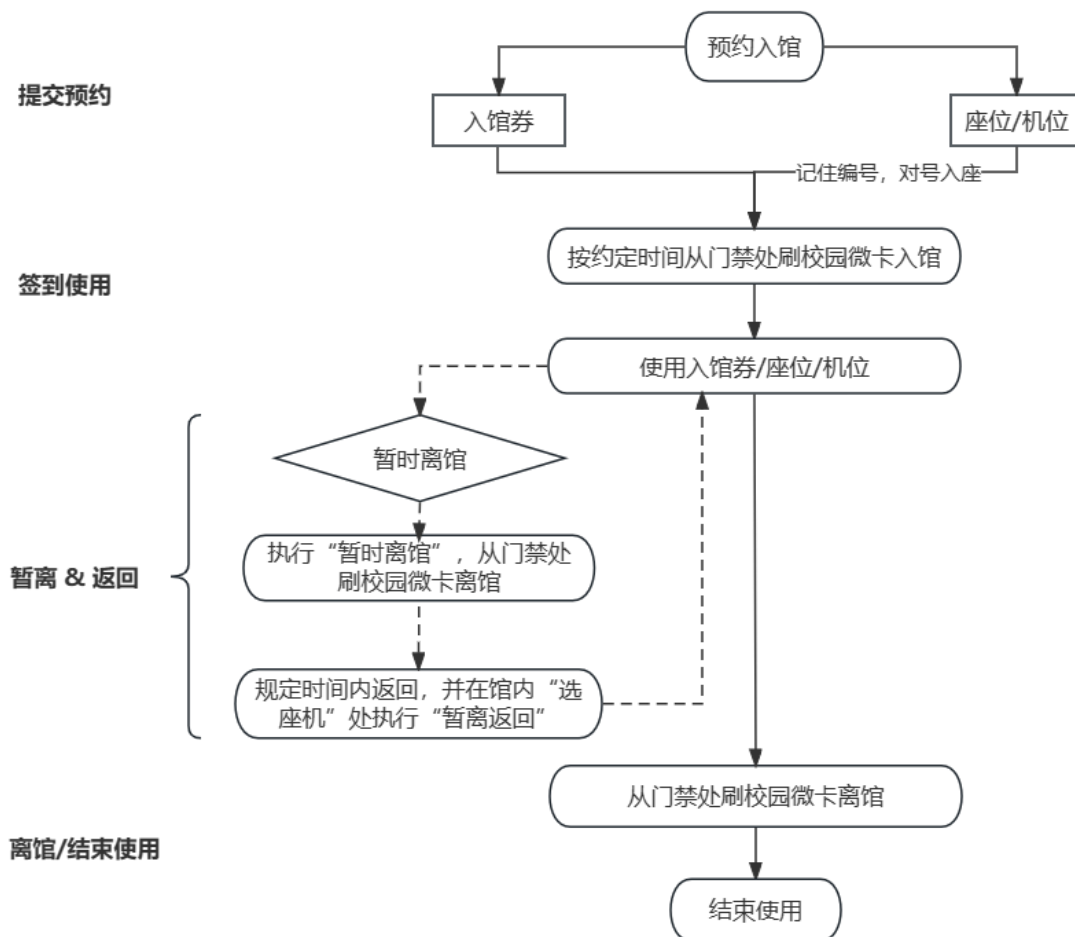 预约入馆
提交预约
入馆券
座位/机位
记住编号，对号入座
按约定时间从门禁处刷校园微卡入馆
签到使用
使用入馆券/座位/机位
暂时离馆
执行“暂时离馆”，从门禁处
刷校园微卡离馆
暂离 & 返回
规定时间内返回，并在馆内“选
座机”处执行“暂离返回”
从门禁处刷校园微卡离馆
离馆/结束使用
结束使用